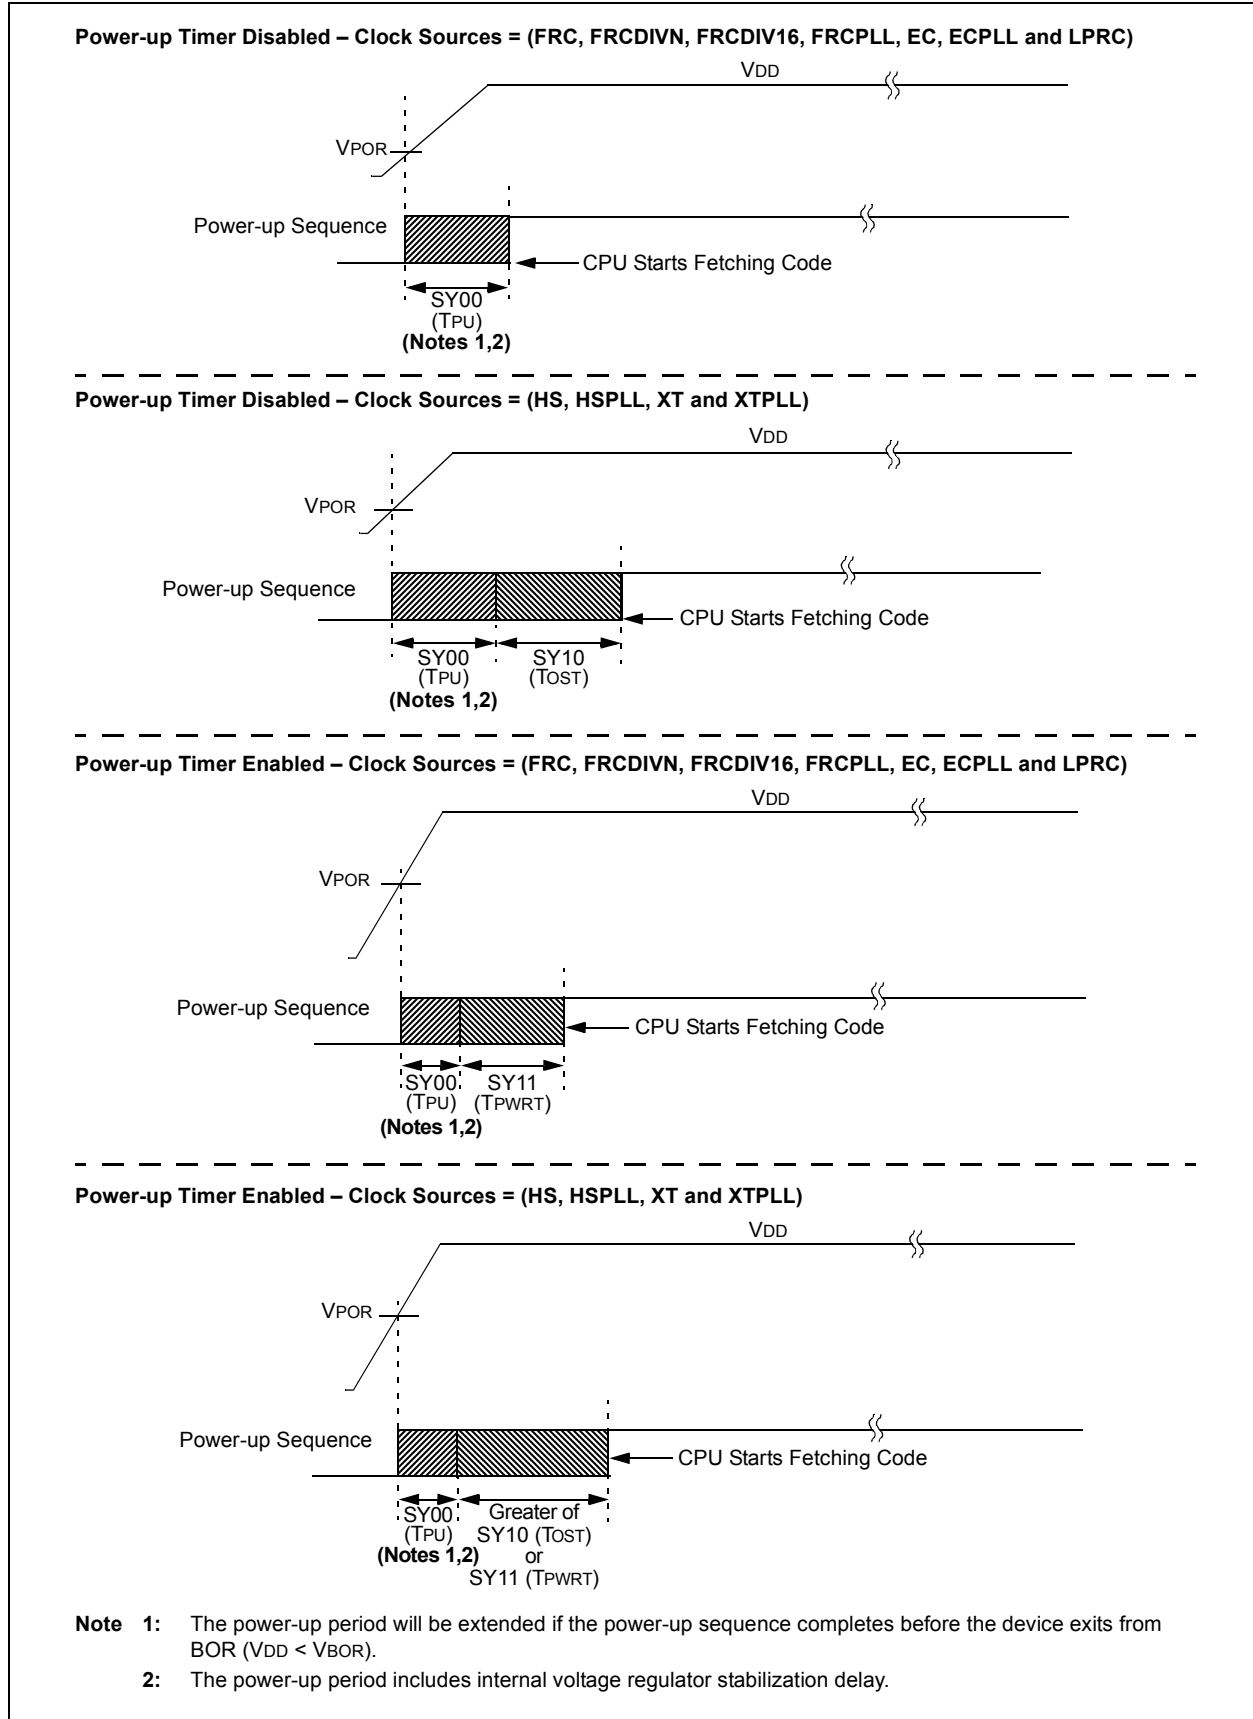 Power-up Timer Disabled – Clock Sources = (FRC, FRCDIVN, FRCDIV16, FRCPLL, EC, ECPLL and LPRC)
VDD
VPOR
Power-up Sequence
CPU Starts Fetching Code
SY00
(TPU)
(Notes 1,2)
Power-up Timer Disabled – Clock Sources = (HS, HSPLL, XT and XTPLL)
VDD
VPOR
Power-up Sequence
CPU Starts Fetching Code
SY00 SY10
(TPU) (TOST)
(Notes 1,2)
Power-up Timer Enabled – Clock Sources = (FRC, FRCDIVN, FRCDIV16, FRCPLL, EC, ECPLL and LPRC)
VDD
VPOR
Power-up Sequence
CPU Starts Fetching Code
SY00 SY11
(TPU) (TPWRT)
(Notes 1,2)
Power-up Timer Enabled – Clock Sources = (HS, HSPLL, XT and XTPLL)
VDD
VPOR
Power-up Sequence
CPU Starts Fetching Code
SY00 Greater of
(TPU) SY10 (TOST)
(Notes 1,2) or
SY11 (TPWRT)
Note 1: The power-up period will be extended if the power-up sequence completes before the device exits from
BOR (VDD < VBOR).
2: The power-up period includes internal voltage regulator stabilization delay.